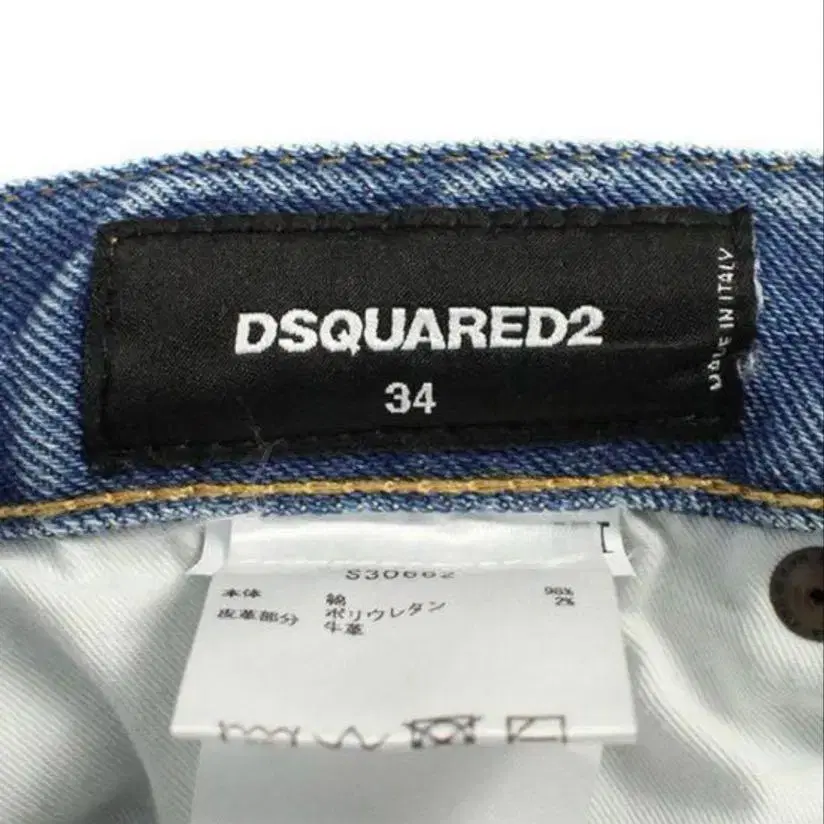 DSQUARED2
34
MADE IN ITALY
S30662
本体 綿 98%
ポリウレタン 2%
皮革部分 牛革